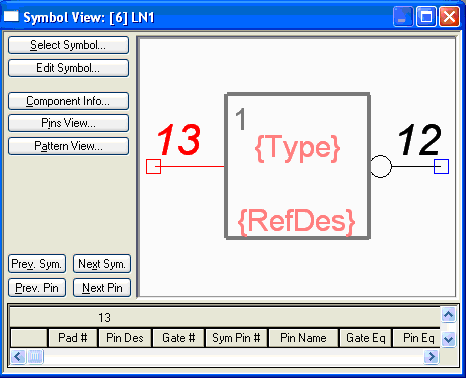 Symbol View: [6] LN1
Select Symbol...
Edit Symbol...
Component Info...
Pins View...
Pattern View...
Prev. Sym. Next Sym.
Prev. Pin Next Pin
1
13 {Type} 12
{RefDes}
13
Pad # Pin Des Gate # Sym Pin # Pin Name Gate Eq Pin Eq